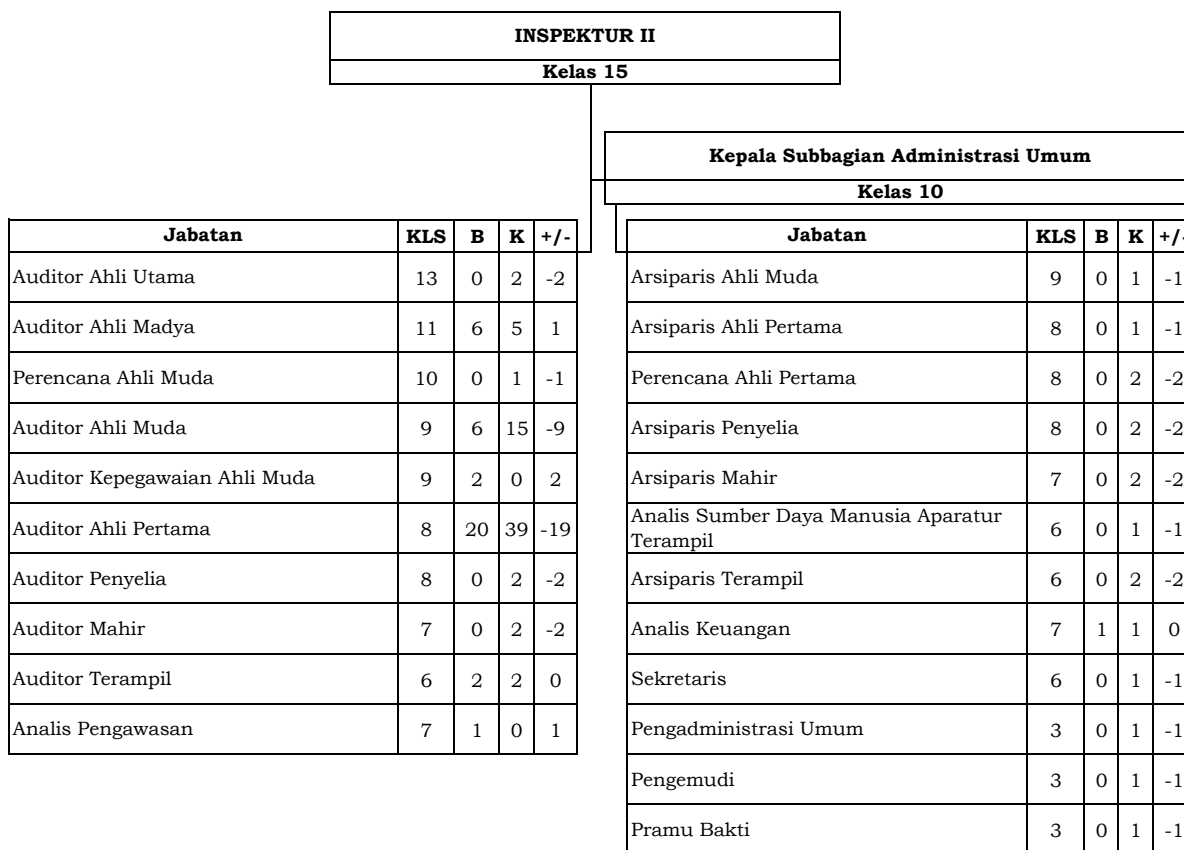 INSPEKTUR II
Kelas 15
Kepala Subbagian Administrasi Umum
Kelas 10
Jabatan KLS B K +/-
Auditor Ahli Utama 13 0 2 -2
Auditor Ahli Madya 11 6 5 1
Perencana Ahli Muda 10 0 1 -1
Auditor Ahli Muda 9 6 15 -9
Auditor Kepegawaian Ahli Muda 9 2 0 2
Auditor Ahli Pertama 8 20 39 -19
Auditor Penyelia 8 0 2 -2
Auditor Mahir 7 0 2 -2
Auditor Terampil 6 2 2 0
Analis Pengawasan 7 1 0 1
Jabatan KLS B K +/-
Arsiparis Ahli Muda 9 0 1 -1
Arsiparis Ahli Pertama 8 0 1 -1
Perencana Ahli Pertama 8 0 2 -2
Arsiparis Penyelia 8 0 2 -2
Arsiparis Mahir 7 0 2 -2
Analis Sumber Daya Manusia Aparatur
Terampil 6 0 1 -1
Arsiparis Terampil 6 0 2 -2
Analis Keuangan 7 1 1 0
Sekretaris 6 0 1 -1
Pengadministrasi Umum 3 0 1 -1
Pengemudi 3 0 1 -1
Pramu Bakti 3 0 1 -1